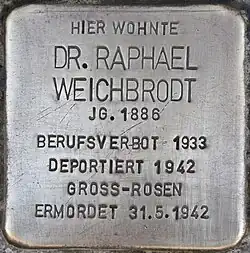 HIER WOHNTE
DR. RAPHAEL
WEICHBRODT
JG. 1886
BERUFSVERBOT 1933
DEPORTIERT 1942
GROSS-ROSEN
ERMORDET 31.5.1942